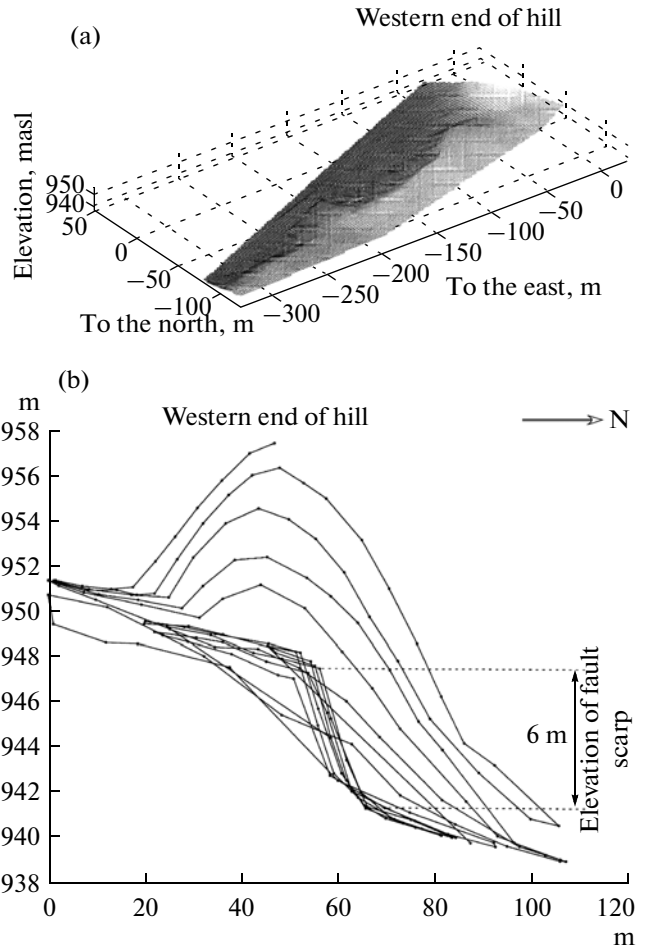 (a)
Western end of hill
Elevation, masl
950
940
50
0
−50
−100
To the north, m
−300
−250
−200
−150
−100
−50
0
To the east, m
(b)
m
Western end of hill
N
958
956
954
952
950
948
946
944
942
940
938
6 m
Elevation of fault
scarp
0
20
40
60
80
100
120
m